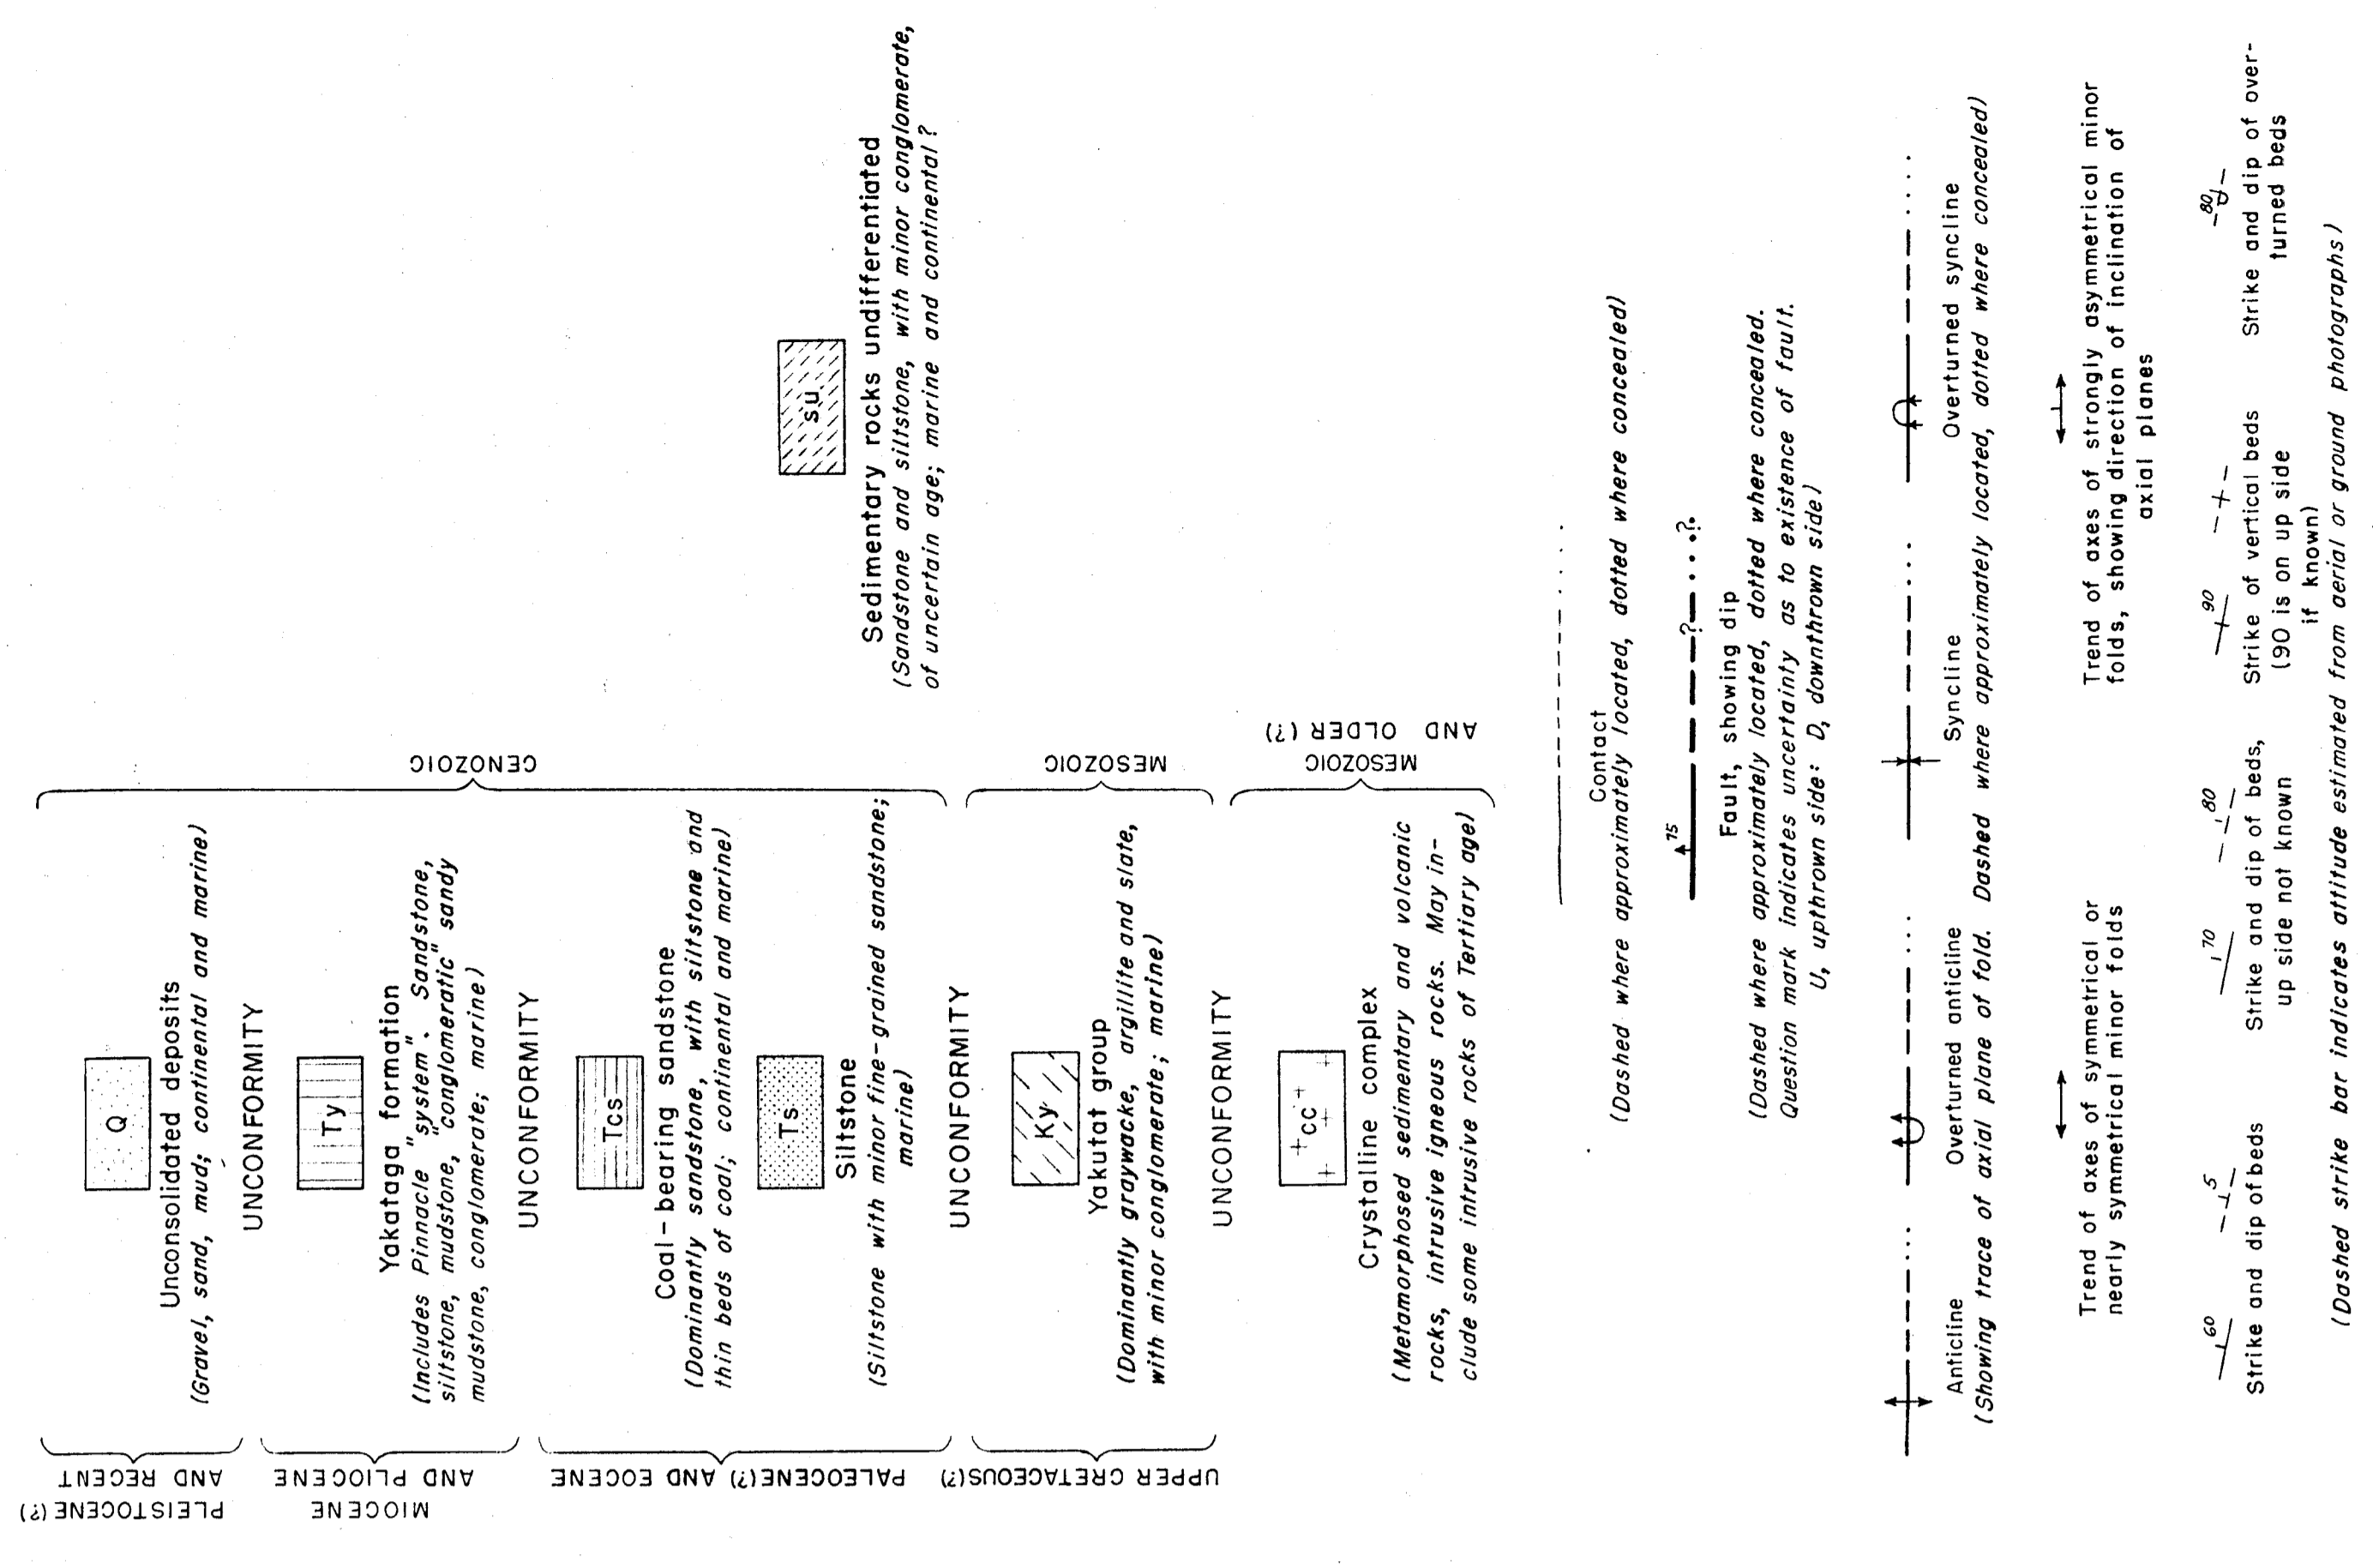 PLEISTOCENE (?)
AND RECENT
Q
Unconsolidated deposits
(Gravel, sand, mud; continental and marine)
UNCONFORMITY
MIOCENE
AND PLIOCENE
Ty
Yakataga formation
(Includes Pinnacle "system". Sandstone,
siltstone, mudstone, "conglomeratic" sandy
mudstone, conglomerate; marine)
UNCONFORMITY
PALEOCENE(?) AND EOCENE
Tcs
Coal-bearing sandstone
(Dominantly sandstone, with siltstone and
thin beds of coal; continental and marine)
Ts
Siltstone
(Siltstone with minor fine-grained sandstone;
marine)
CENOZOIC
UNCONFORMITY
UPPER CRETACEOUS(?)
Ky
Yakutat group
(Dominantly graywacke, argillite and slate,
with minor conglomerate; marine)
MESOZOIC
UNCONFORMITY
cc
Crystalline complex
(Metamorphosed sedimentary and volcanic
rocks, intrusive igneous rocks. May in-
clude some intrusive rocks of Tertiary age)
MESOZOIC
AND OLDER (?)
su
Sedimentary rocks undifferentiated
(Sandstone and siltstone, with minor conglomerate,
of uncertain age; marine and continental?
Contact
(Dashed where approximately located, dotted where concealed)
75
? ?
Fault, showing dip
(Dashed where approximately located, dotted where concealed.
Question mark indicates uncertainty as to existence of fault.
U, upthrown side: D, downthrown side)
Anticline
Overturned anticline
Syncline
Overturned syncline
(Showing trace of axial plane of fold. Dashed where approximately located, dotted where concealed)
Trend of axes of symmetrical or
nearly symmetrical minor folds
Trend of axes of strongly asymmetrical minor
folds, showing direction of inclination of
axial planes
60 5
Strike and dip of beds
70 80
Strike and dip of beds,
up side not known
90
Strike of vertical beds
(90 is on up side
if known)
80
Strike and dip of over-
turned beds
(Dashed strike bar indicates attitude estimated from aerial or ground photographs)